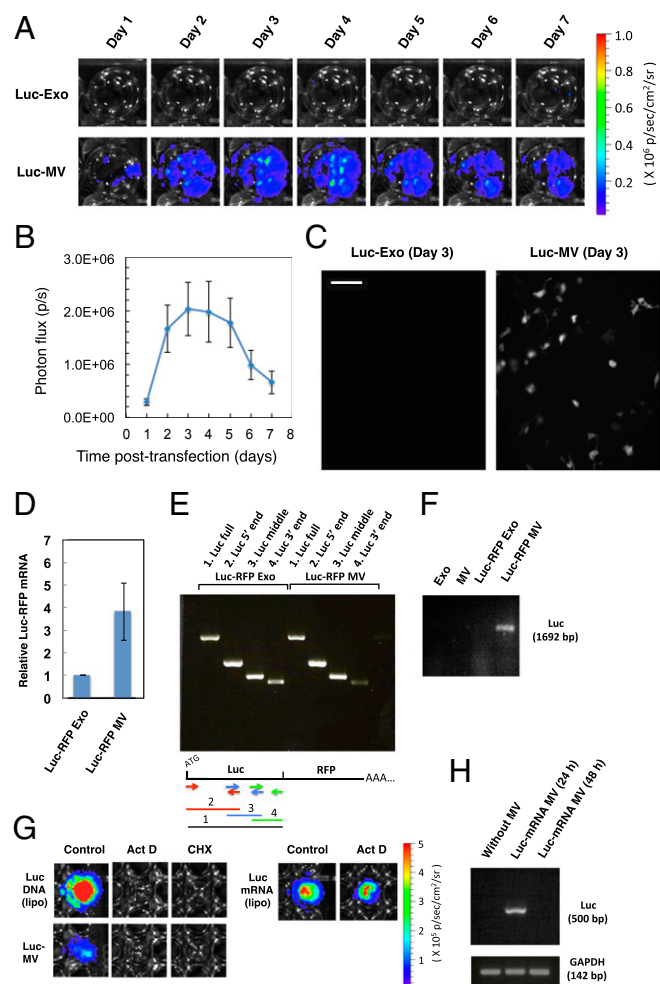 A
Day 1
Day 2
Day 3
Day 4
Day 5
Day 6
Day 7
Luc-Exo
Luc-MV
1.0
0.8
0.6
0.4
0.2
( X 10⁶ p/sec/cm²/sr)
B
Photon flux (p/s)
3.0E+06
2.0E+06
1.0E+06
0.0E+00
0 1 2 3 4 5 6 7 8
Time post-transfection (days)
C
Luc-Exo (Day 3)
Luc-MV (Day 3)
D
Relative Luc-RFP mRNA
7
6
5
4
3
2
1
0
Luc-RFP Exo
Luc-RFP MV
E
1. Luc full
2. Luc 5' end
3. Luc middle
4. Luc 3' end
1. Luc full
2. Luc 5' end
3. Luc middle
4. Luc 3' end
Luc-RFP Exo
Luc-RFP MV
ATG
Luc
RFP
AAA...
2
3
1
4
F
Exo
MV
Luc-RFP Exo
Luc-RFP MV
Luc
(1692 bp)
G
Control
Act D
CHX
Luc
DNA
(lipo)
Luc-
MV
Control
Act D
Luc
mRNA
(lipo)
5
4
3
2
1
( X 10⁵ p/sec/cm²/sr)
H
Without MV
Luc-mRNA MV (24 h)
Luc-mRNA MV (48 h)
Luc
(500 bp)
GAPDH
(142 bp)